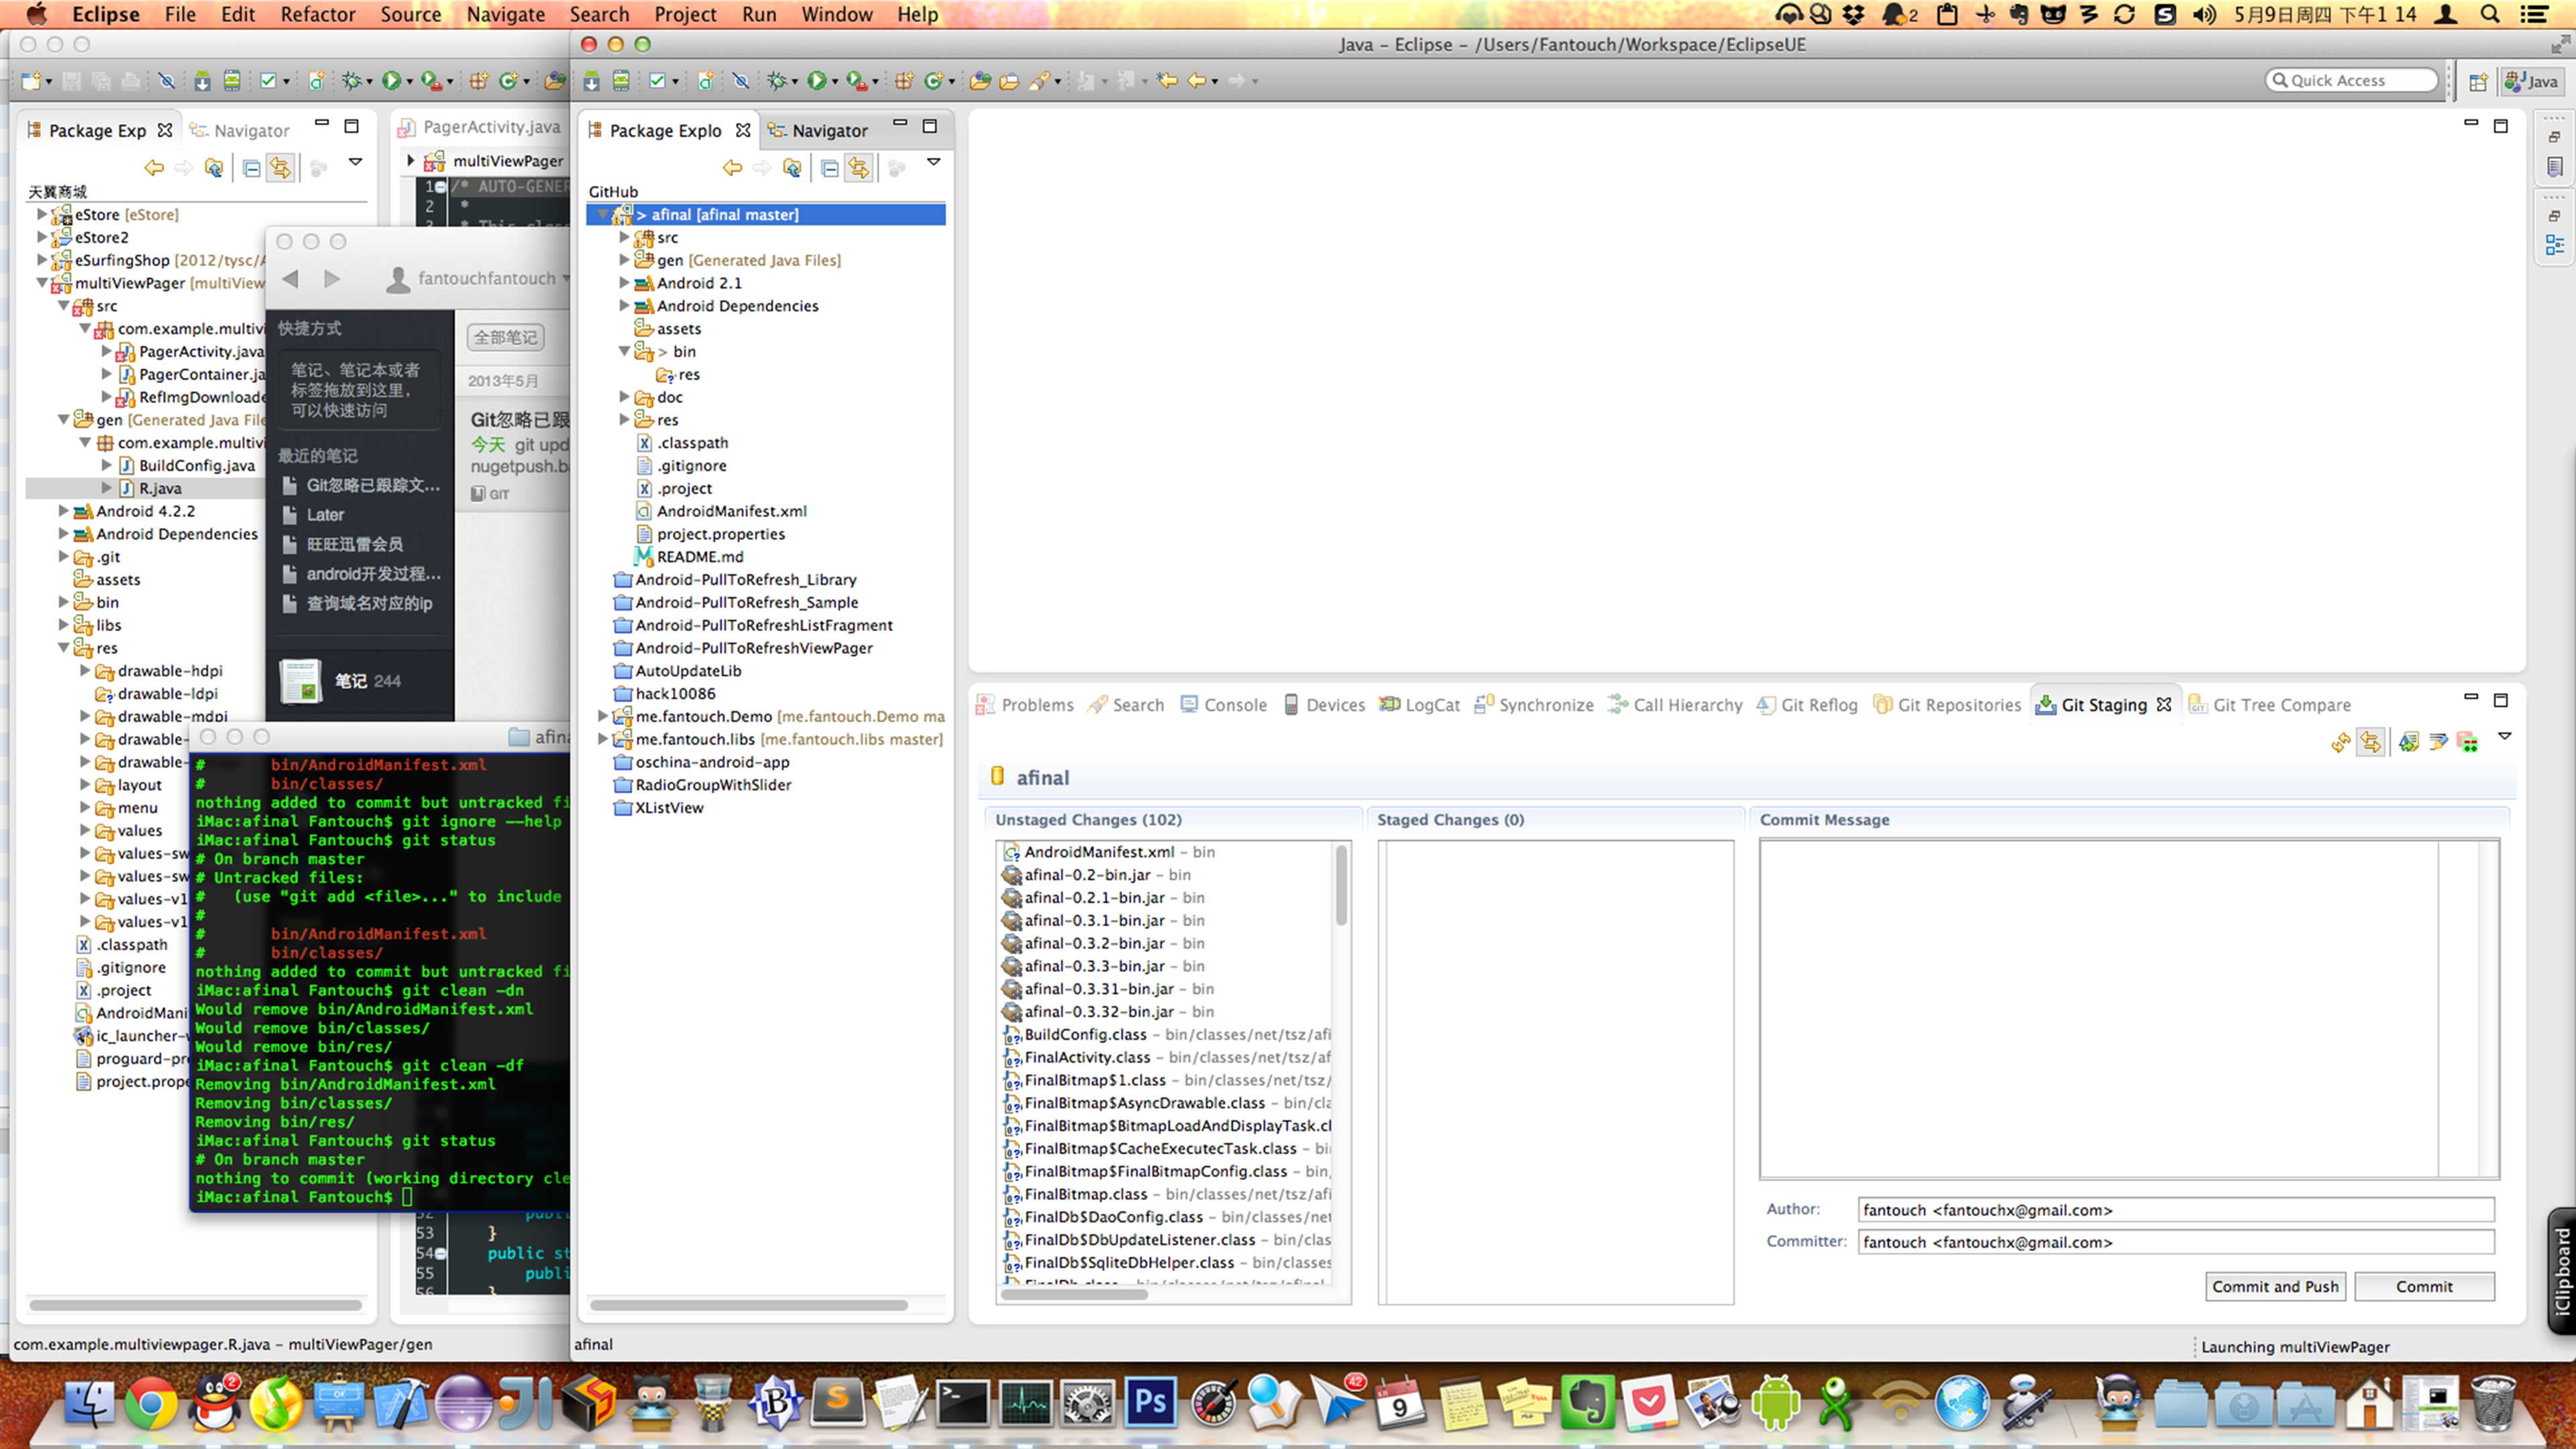 Eclipse File Edit Refactor Source Navigate Search Project Run Window Help
2 5月9日周四 下午1 14
Java – Eclipse – /Users/Fantouch/Workspace/EclipseUE
Quick Access
Java
Package Exp
Navigator
天翼商城
eStore [eStore]
eStore2
eSurfingShop [2012/tysc/
multiViewPager [multiView
src
com.example.multiv
PagerActivity.java
PagerContainer.ja
RefImgDownloade
gen [Generated Java File
com.example.multiv
BuildConfig.java
R.java
Android 4.2.2
Android Dependencies
.git
assets
bin
libs
res
drawable-hdpi
drawable-ldpi
drawable-mdpi
drawable-
drawable-
layout
menu
values
values-sw
values-sw
values-v1
values-v1
.classpath
.gitignore
.project
AndroidMani
ic_launcher-
proguard-pr
project.prope
PagerActivity.java
multiViewPager
1 /* AUTO-GENER
2 *
fantouchfantouch
快捷方式
笔记、笔记本或者
标签拖放到这里，
可以快速访问
最近的笔记
Git忽略已跟踪文...
Later
旺旺迅雷会员
android开发过程...
查询域名对应的ip
笔记 244
全部笔记
2013年5月
Git忽略已跟
今天 git upd
nugetpush.b
GIT
afina
# bin/AndroidManifest.xml
# bin/classes/
nothing added to commit but untracked fi
iMac:afinal Fantouch$ git ignore --help
iMac:afinal Fantouch$ git status
# On branch master
# Untracked files:
# (use "git add <file>..." to include
#
# bin/AndroidManifest.xml
# bin/classes/
nothing added to commit but untracked fi
iMac:afinal Fantouch$ git clean -dn
Would remove bin/AndroidManifest.xml
Would remove bin/classes/
Would remove bin/res/
iMac:afinal Fantouch$ git clean -df
Removing bin/AndroidManifest.xml
Removing bin/classes/
Removing bin/res/
iMac:afinal Fantouch$ git status
# On branch master
nothing to commit (working directory cle
iMac:afinal Fantouch$
53 }
54 public st
55 publ
56
com.example.multiviewpager.R.java – multiViewPager/gen
Package Explo
Navigator
GitHub
> afinal [afinal master]
src
gen [Generated Java Files]
Android 2.1
Android Dependencies
assets
> bin
res
doc
res
.classpath
.gitignore
.project
AndroidManifest.xml
project.properties
README.md
Android-PullToRefresh_Library
Android-PullToRefresh_Sample
Android-PullToRefreshListFragment
Android-PullToRefreshViewPager
AutoUpdateLib
hack10086
me.fantouch.Demo [me.fantouch.Demo ma
me.fantouch.libs [me.fantouch.libs master]
oschina-android-app
RadioGroupWithSlider
XListView
afinal
Problems Search Console Devices LogCat Synchronize Call Hierarchy Git Reflog Git Repositories Git Staging Git Tree Compare
afinal
Unstaged Changes (102)
AndroidManifest.xml – bin
afinal-0.2-bin.jar – bin
afinal-0.2.1-bin.jar – bin
afinal-0.3.1-bin.jar – bin
afinal-0.3.2-bin.jar – bin
afinal-0.3.3-bin.jar – bin
afinal-0.3.31-bin.jar – bin
afinal-0.3.32-bin.jar – bin
BuildConfig.class – bin/classes/net/tsz/afi
FinalActivity.class – bin/classes/net/tsz/af
FinalBitmap$1.class – bin/classes/net/tsz/
FinalBitmap$AsyncDrawable.class – bin/cla
FinalBitmap$BitmapLoadAndDisplayTask.cl
FinalBitmap$CacheExecutecTask.class – bi
FinalBitmap$FinalBitmapConfig.class – bin,
FinalBitmap.class – bin/classes/net/tsz/afi
FinalDb$DaoConfig.class – bin/classes/net
FinalDb$DbUpdateListener.class – bin/clas
FinalDb$SqliteDbHelper.class – bin/classes
Staged Changes (0)
Commit Message
Author: fantouch <fantouchx@gmail.com>
Committer: fantouch <fantouchx@gmail.com>
Commit and Push Commit
Launching multiViewPager
iClipboard
2
Ps
42
9